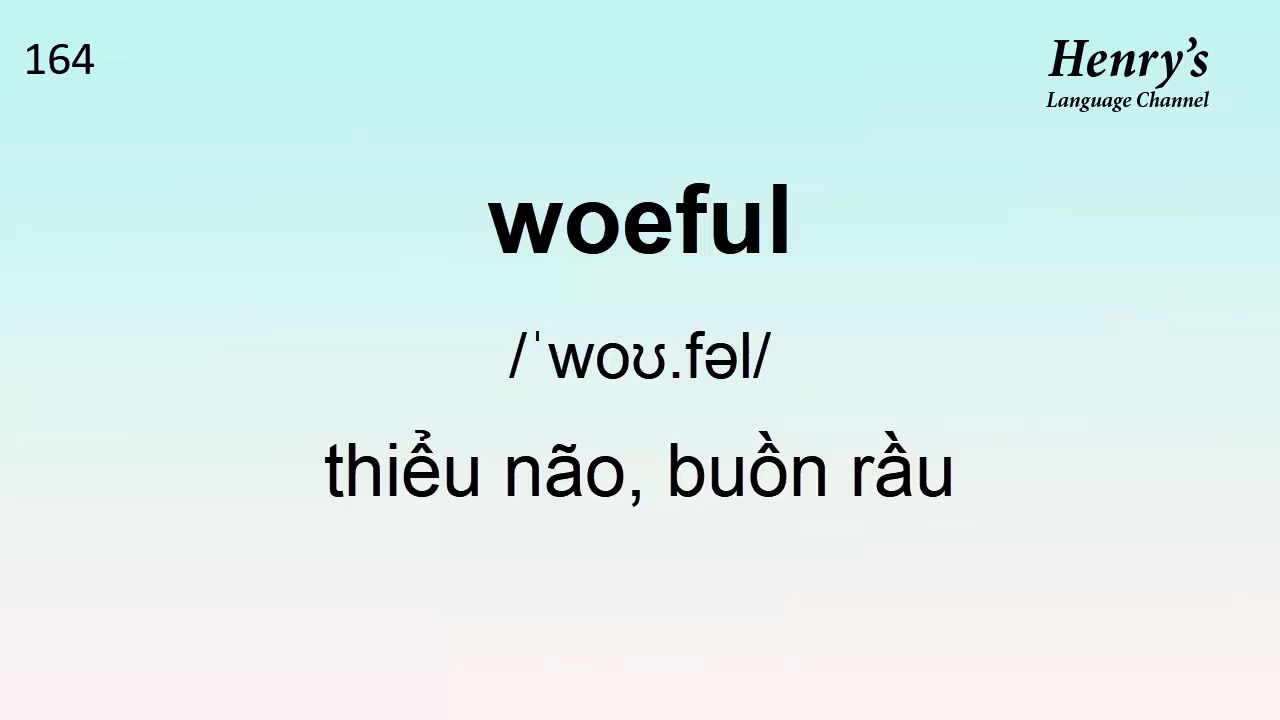 164
Henry’s
Language Channel
woeful
/ˈwoʊ.fəl/
thiểu não, buồn rầu